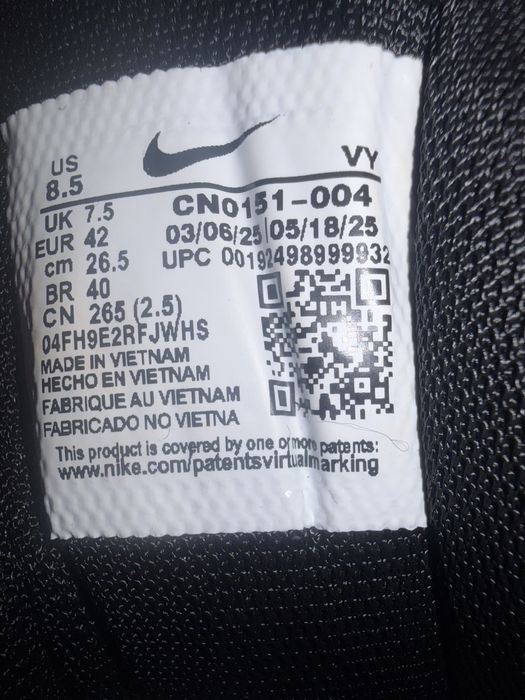 US
8.5
VY
UK 7.5
CN0151-004
EUR 42
03/06/25 05/18/25
cm 26.5
UPC 00192498999932
BR 40
CN 265 (2.5)
04FH9E2RFJWHS
MADE IN VIETNAM
HECHO EN VIETNAM
FABRIQUE AU VIETNAM
FABRICADO NO VIETNA
This product is covered by one or more patents:
www.nike.com/patentsvirtualmarking